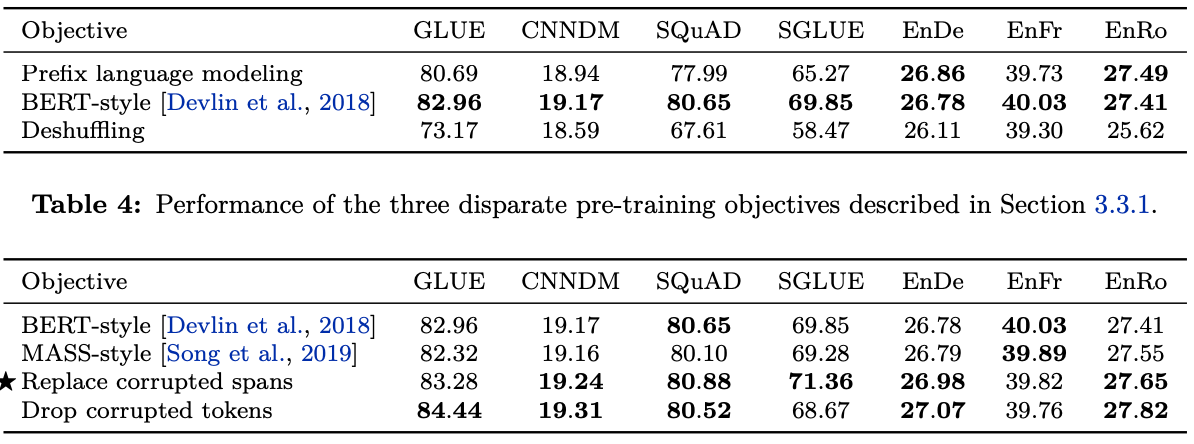 Objective GLUE CNNDM SQuAD SGLUE EnDe EnFr EnRo
Prefix language modeling 80.69 18.94 77.99 65.27 26.86 39.73 27.49
BERT-style [Devlin et al., 2018] 82.96 19.17 80.65 69.85 26.78 40.03 27.41
Deshuffling 73.17 18.59 67.61 58.47 26.11 39.30 25.62
Table 4: Performance of the three disparate pre-training objectives described in Section 3.3.1.
Objective GLUE CNNDM SQuAD SGLUE EnDe EnFr EnRo
BERT-style [Devlin et al., 2018] 82.96 19.17 80.65 69.85 26.78 40.03 27.41
MASS-style [Song et al., 2019] 82.32 19.16 80.10 69.28 26.79 39.89 27.55
★ Replace corrupted spans 83.28 19.24 80.88 71.36 26.98 39.82 27.65
Drop corrupted tokens 84.44 19.31 80.52 68.67 27.07 39.76 27.82